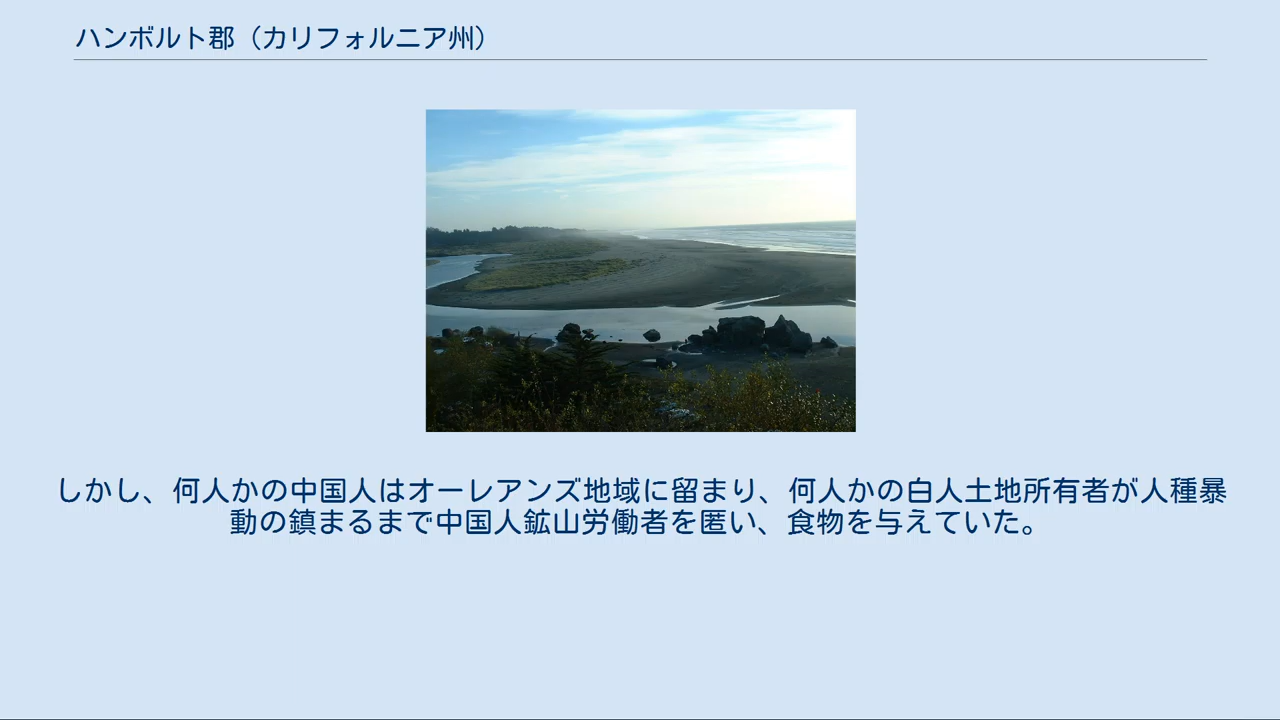 ハンボルト郡（カリフォルニア州）
しかし、何人かの中国人はオーレアンズ地域に留まり、何人かの白人土地所有者が人種暴
動の鎮まるまで中国人鉱山労働者を匿い、食物を与えていた。